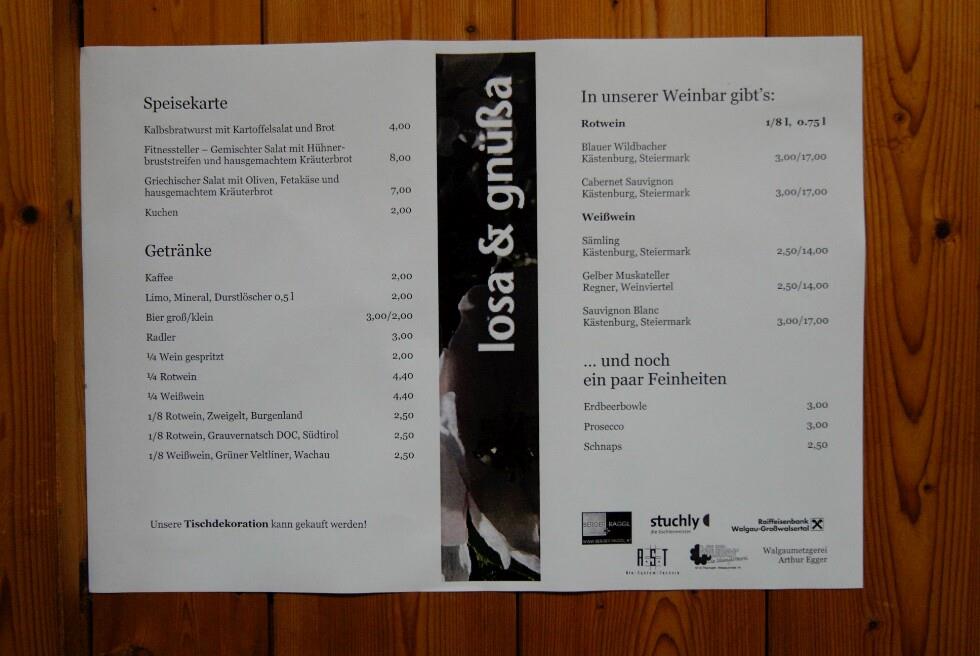 Speisekarte
Kalbsbratwurst mit Kartoffelsalat und Brot 4,00
Fitnessteller – Gemischter Salat mit Hühner-
bruststreifen und hausgemachtem Kräuterbrot 8,00
Griechischer Salat mit Oliven, Fetakäse und
hausgemachtem Kräuterbrot 7,00
Kuchen 2,00
Getränke
Kaffee 2,00
Limo, Mineral, Durstlöscher 0,5 l 2,00
Bier groß/klein 3,00/2,00
Radler 3,00
¼ Wein gespritzt 2,00
¼ Rotwein 4,40
¼ Weißwein 4,40
1/8 Rotwein, Zweigelt, Burgenland 2,50
1/8 Rotwein, Grauvernatsch DOC, Südtirol 2,50
1/8 Weißwein, Grüner Veltliner, Wachau 2,50
Unsere Tischdekoration kann gekauft werden!
losa & gnüßa
In unserer Weinbar gibt's:
Rotwein 1/8 l, 0.75 l
Blauer Wildbacher
Kästenburg, Steiermark 3,00/17,00
Cabernet Sauvignon
Kästenburg, Steiermark 3,00/17,00
Weißwein
Sämling
Kästenburg, Steiermark 2,50/14,00
Gelber Muskateller
Regner, Weinviertel 2,50/14,00
Sauvignon Blanc
Kästenburg, Steiermark 3,00/17,00
... und noch
ein paar Feinheiten
Erdbeerbowle 3,00
Prosecco 3,00
Schnaps 2,50
RAGGL
stuchly
die tischlermeister
Raiffeisenbank
Walgau-Großwalsertal
A·S·T
Walgaumetzgerei
Arthur Egger